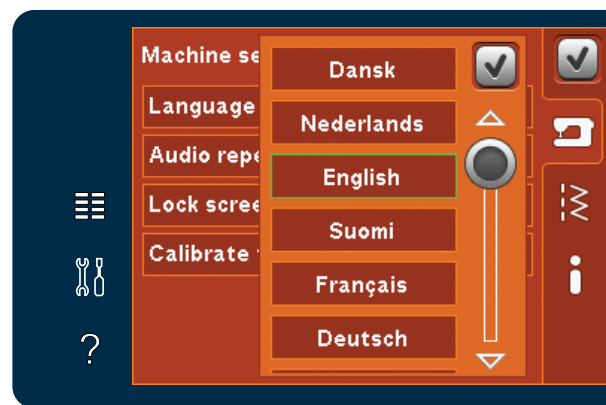 Machine se
Language
Audio repe
Lock scree
Calibrate
Dansk
Nederlands
English
Suomi
Français
Deutsch
?